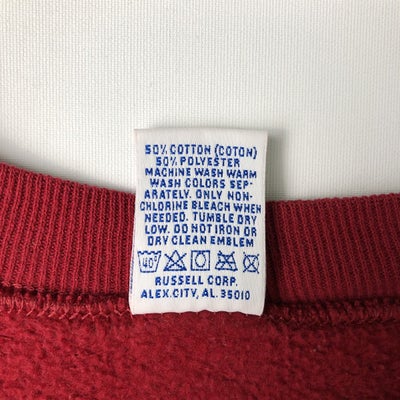 50% COTTON (COTON)
50% POLYESTER
MACHINE WASH WARM
WASH COLORS SEP-
ARATELY. ONLY NON-
CHLORINE BLEACH WHEN
NEEDED. TUMBLE DRY
LOW. DO NOT IRON OR
DRY CLEAN EMBLEM
40°
RUSSELL CORP.
ALEX.CITY, AL. 35010